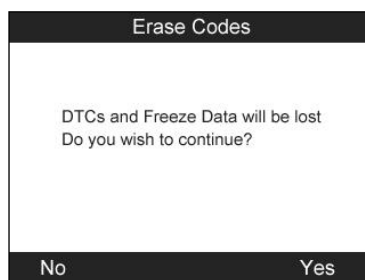 Erase Codes
DTCs and Freeze Data will be lost
Do you wish to continue?
No Yes